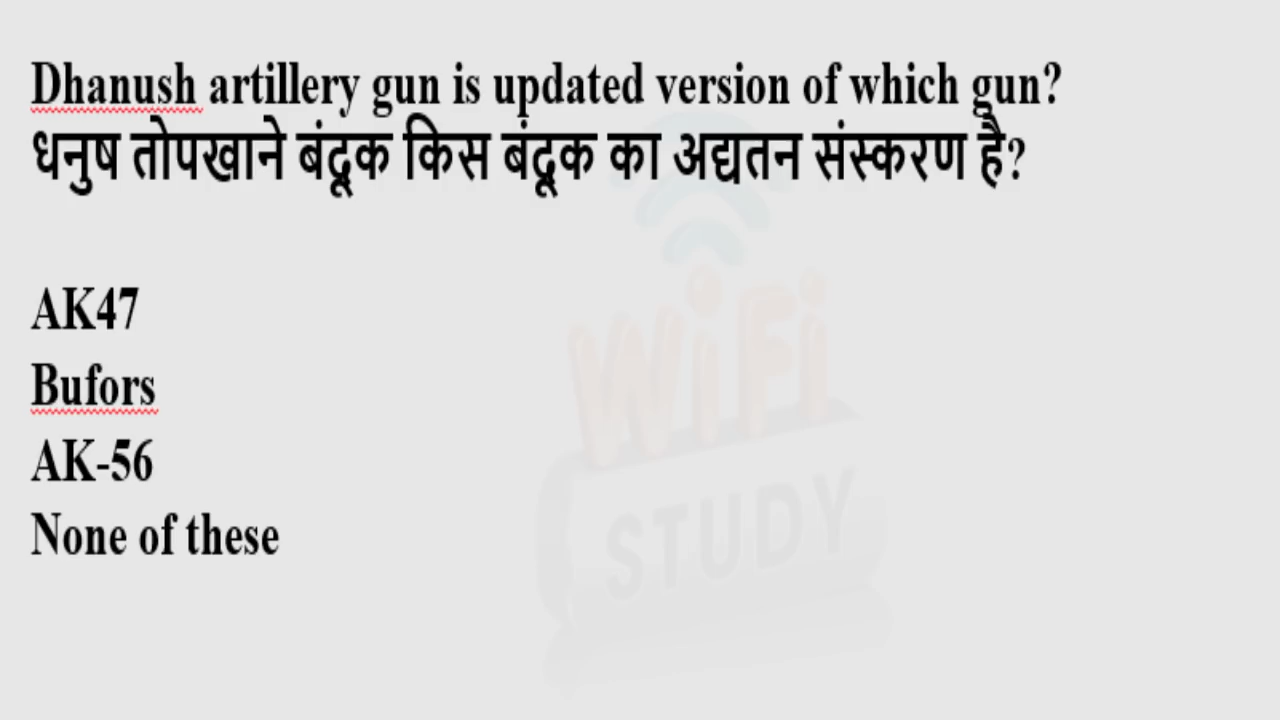 Dhanush artillery gun is updated version of which gun?
धनुष तोपखाने बंदूक किस बंदूक का अद्यतन संस्करण है?
AK47
Bufors
AK-56
None of these
WiFi
STUDY